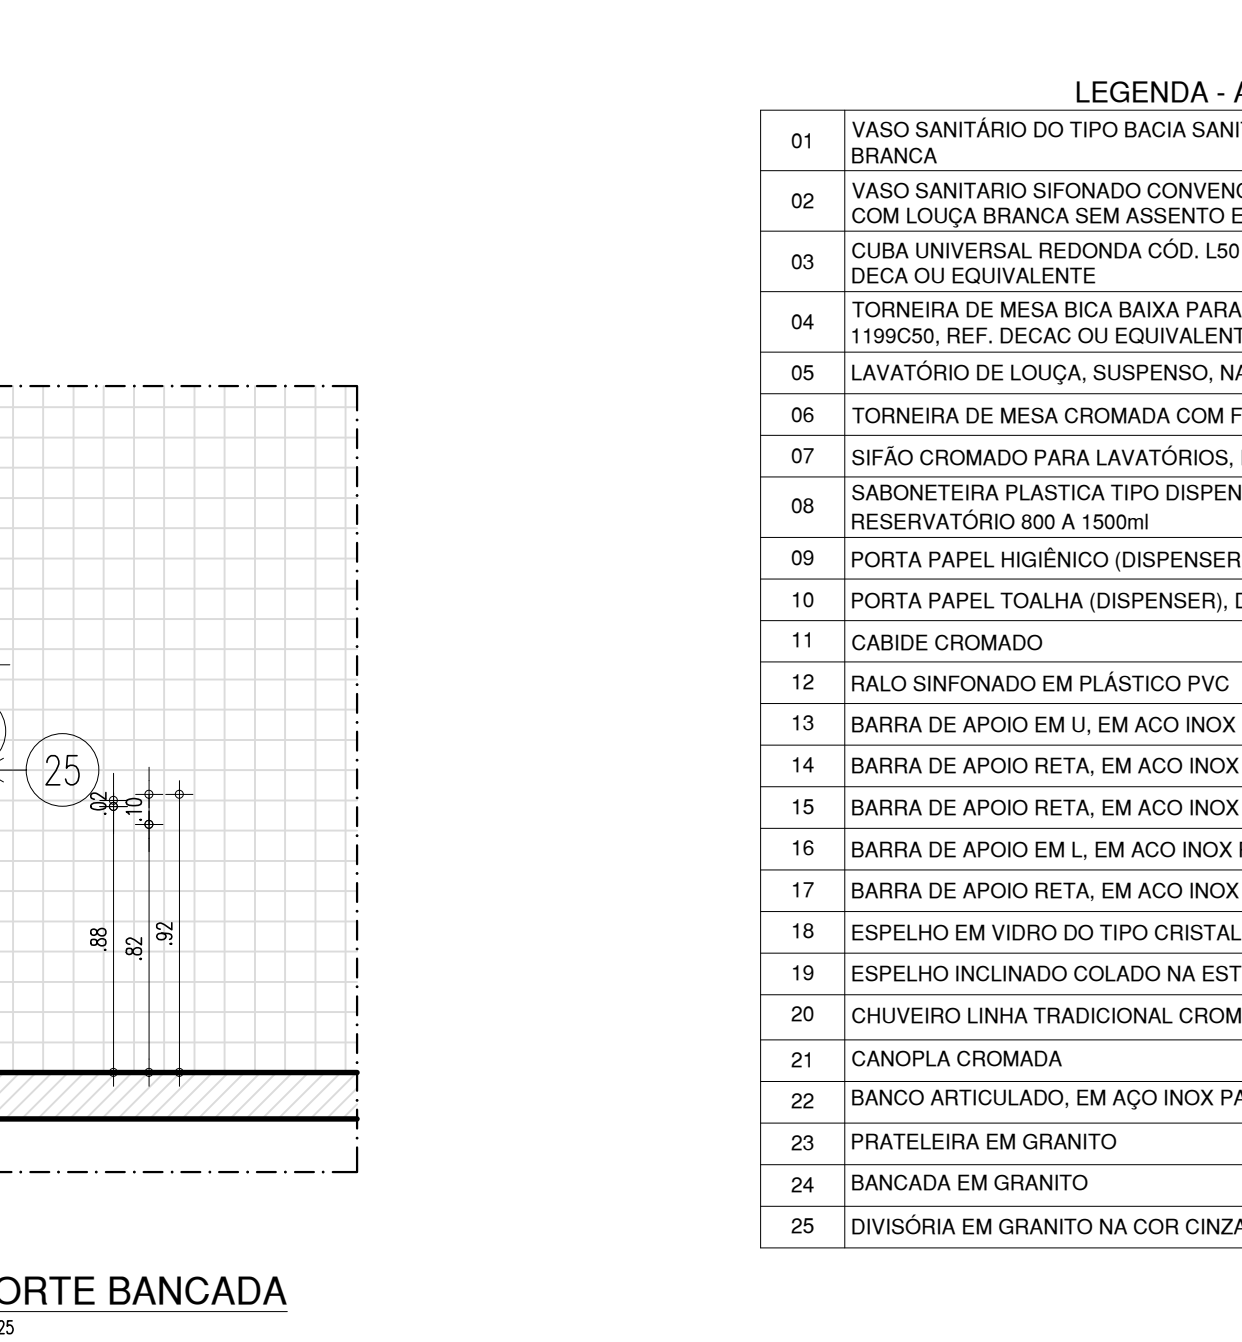 LEGENDA - A
01
VASO SANITÁRIO DO TIPO BACIA SANI
BRANCA
02
VASO SANITARIO SIFONADO CONVENC
COM LOUÇA BRANCA SEM ASSENTO E
03
CUBA UNIVERSAL REDONDA CÓD. L50
DECA OU EQUIVALENTE
04
TORNEIRA DE MESA BICA BAIXA PARA
1199C50, REF. DECAC OU EQUIVALENT
05
LAVATÓRIO DE LOUÇA, SUSPENSO, NA
06
TORNEIRA DE MESA CROMADA COM F
07
SIFÃO CROMADO PARA LAVATÓRIOS,
08
SABONETEIRA PLASTICA TIPO DISPEN
RESERVATÓRIO 800 A 1500ml
09
PORTA PAPEL HIGIÊNICO (DISPENSER
10
PORTA PAPEL TOALHA (DISPENSER), D
11
CABIDE CROMADO
12
RALO SINFONADO EM PLÁSTICO PVC
13
BARRA DE APOIO EM U, EM ACO INOX
14
BARRA DE APOIO RETA, EM ACO INOX
15
BARRA DE APOIO RETA, EM ACO INOX
16
BARRA DE APOIO EM L, EM ACO INOX P
17
BARRA DE APOIO RETA, EM ACO INOX
18
ESPELHO EM VIDRO DO TIPO CRISTAL
19
ESPELHO INCLINADO COLADO NA EST
20
CHUVEIRO LINHA TRADICIONAL CROM
21
CANOPLA CROMADA
22
BANCO ARTICULADO, EM AÇO INOX PA
23
PRATELEIRA EM GRANITO
24
BANCADA EM GRANITO
25
DIVISÓRIA EM GRANITO NA COR CINZA
25
.02
.10
.88
.82
.92
ORTE BANCADA
25